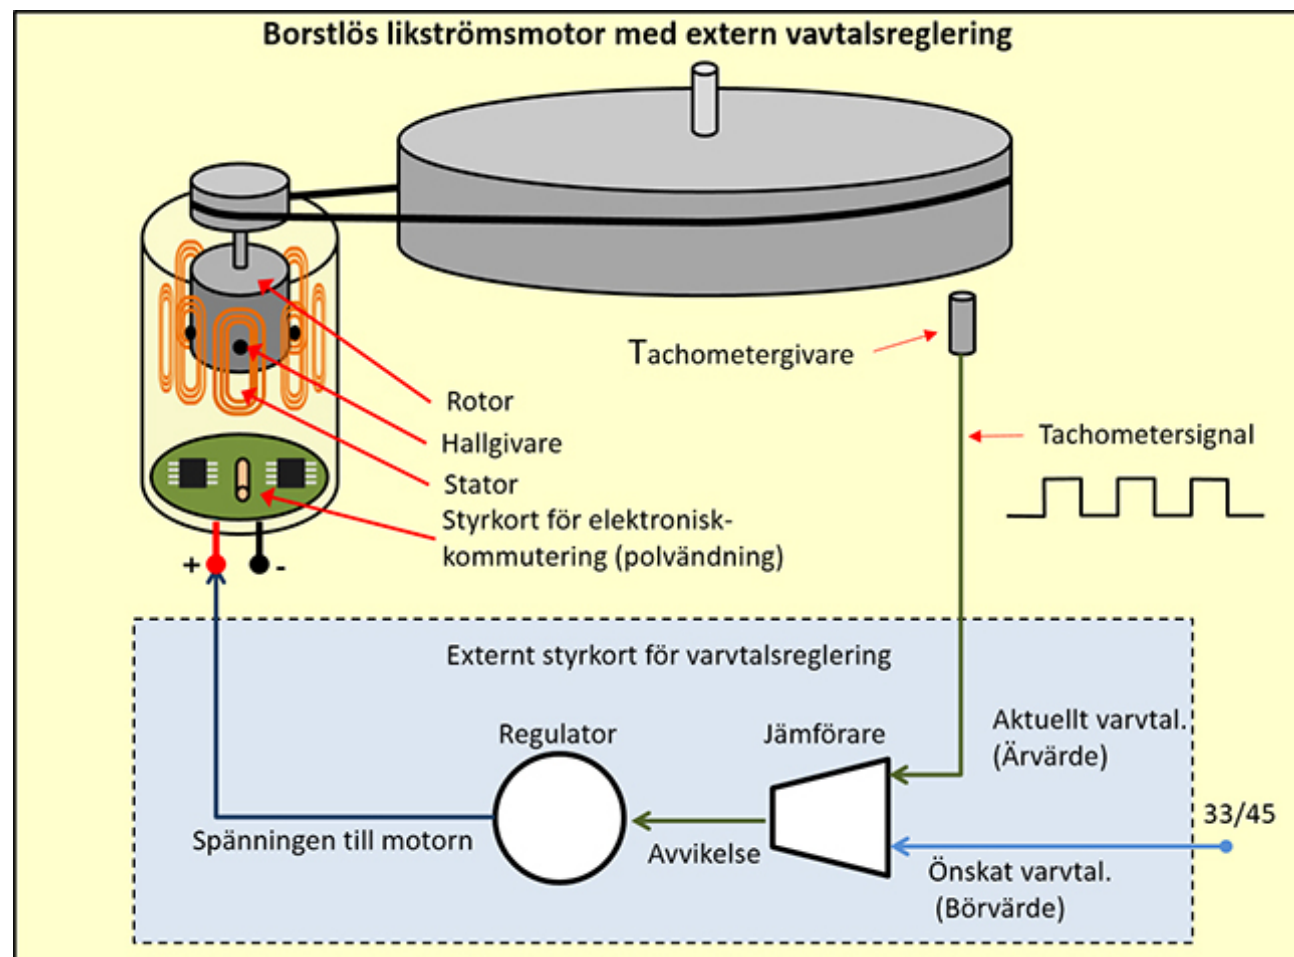 Borstlös likströmsmotor med extern vavtalsreglering
Tachometergivare
Rotor
Hallgivare
Stator
Styrkort för elektronisk-
kommutering (polvändning)
Tachometersignal
+ -
Externt styrkort för varvtalsreglering
Regulator
Jämförare
Aktuellt varvtal.
(Ärvärde)
Spänningen till motorn
Avvikelse
33/45
Önskat varvtal.
(Börvärde)